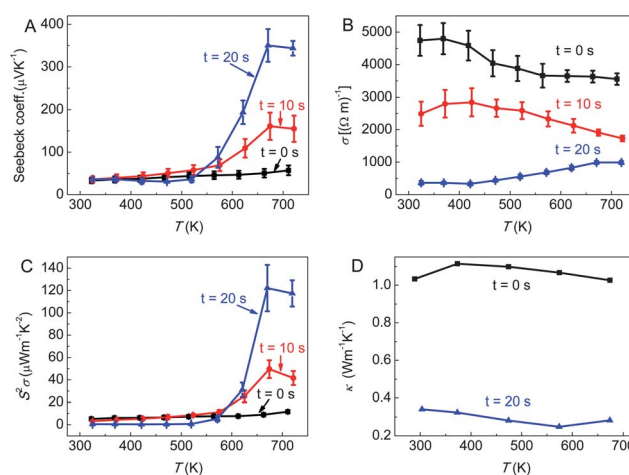 A
400
300
200
100
0
Seebeck coeff.(μVK⁻¹)
t = 20 s
t = 10 s
t = 0 s
300 400 500 600 700
T (K)
B
6000
5000
4000
3000
2000
1000
0
σ [(Ω m)⁻¹]
t = 0 s
t = 10 s
t = 20 s
300 400 500 600 700
T (K)
C
140
120
100
80
60
40
20
0
S²σ (μWm⁻¹K⁻²)
t = 20 s
t = 10 s
t = 0 s
300 400 500 600 700
T (K)
D
1.0
0.8
0.6
0.4
0.2
κ (Wm⁻¹K⁻¹)
t = 0 s
t = 20 s
300 400 500 600 700
T (K)